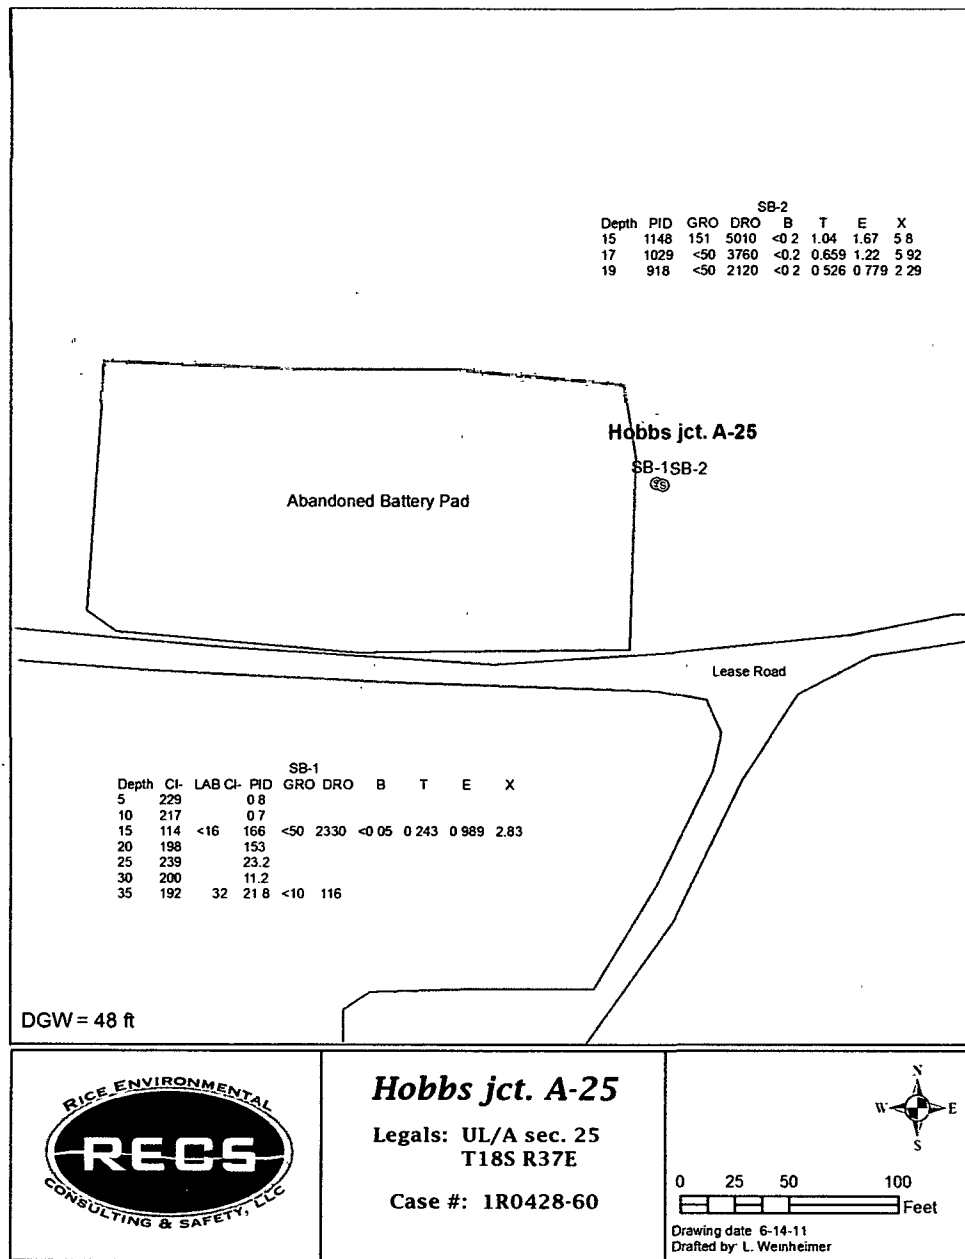 SB-2
Depth PID GRO DRO B T E X
15 1148 151 5010 <0 2 1.04 1.67 5 8
17 1029 <50 3760 <0.2 0.659 1.22 5 92
19 918 <50 2120 <0 2 0 526 0 779 2 29
Hobbs jct. A-25
SB-1 SB-2
Abandoned Battery Pad
Lease Road
SB-1
Depth Cl- LAB Cl- PID GRO DRO B T E X
5 229 0 8
10 217 0 7
15 114 <16 166 <50 2330 <0 05 0 243 0 989 2.83
20 198 153
25 239 23.2
30 200 11.2
35 192 32 21 8 <10 116
DGW = 48 ft
RICE ENVIRONMENTAL
RECS
CONSULTING & SAFETY, LLC
Hobbs jct. A-25
Legals: UL/A sec. 25
T18S R37E
Case #: 1R0428-60
N
W E
S
0 25 50 100
Feet
Drawing date 6-14-11
Drafted by L. Weinheimer